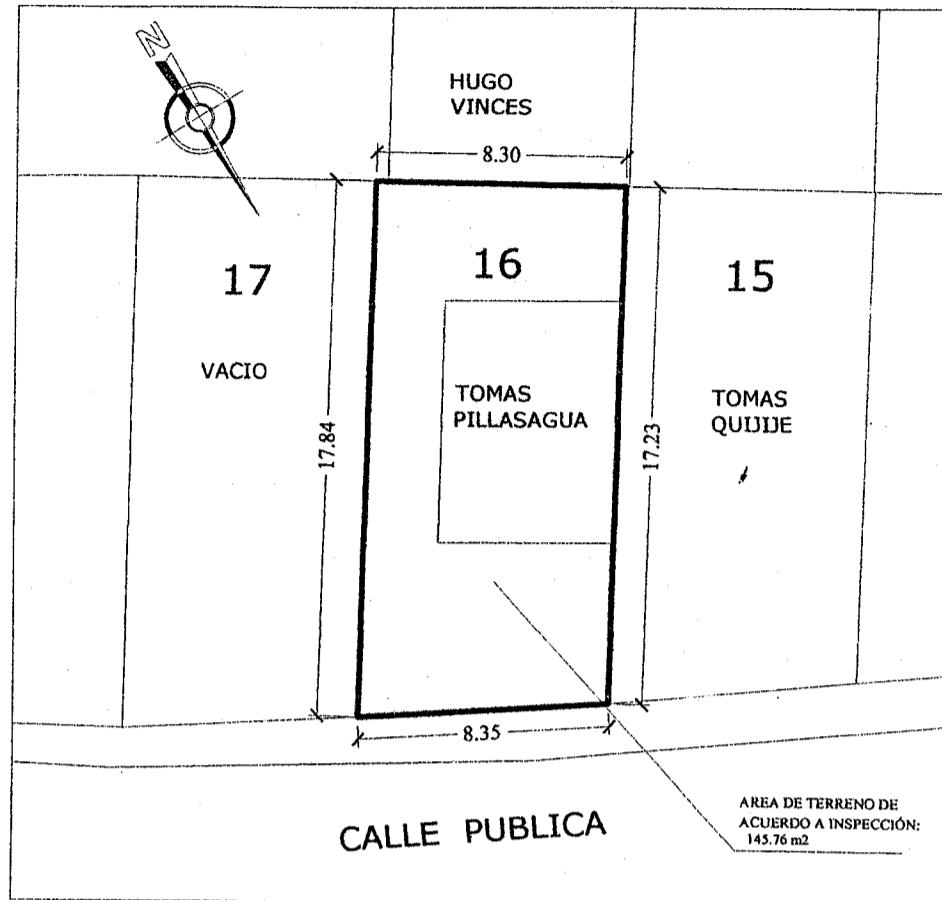 N
HUGO
VINCES
8.30
17
16
15
VACIO
TOMAS
PILLASAGUA
TOMAS
QUIJIJE
17.84
17.23
8.35
CALLE PUBLICA
AREA DE TERRENO DE
ACUERDO A INSPECCIÓN:
145.76 m2